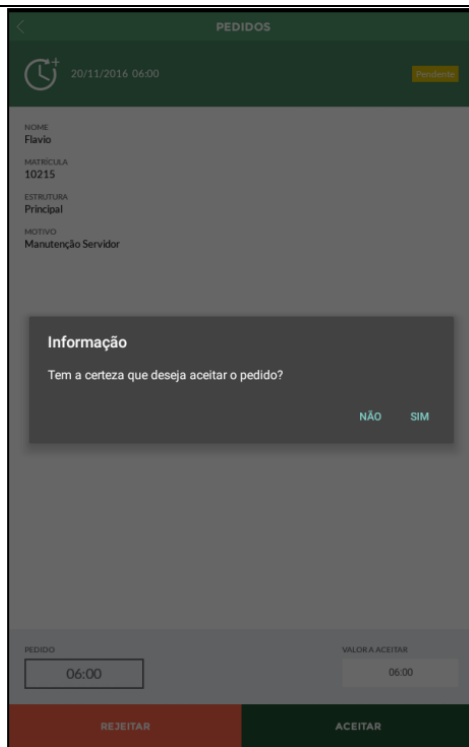 PEDIDOS
20/11/2016 06:00
Pendente
NOME
Flavio
MATRÍCULA
10215
ESTRUTURA
Principal
MOTIVO
Manutenção Servidor
Informação
Tem a certeza que deseja aceitar o pedido?
NÃO SIM
PEDIDO
VALOR A ACEITAR
06:00
06:00
REJEITAR
ACEITAR